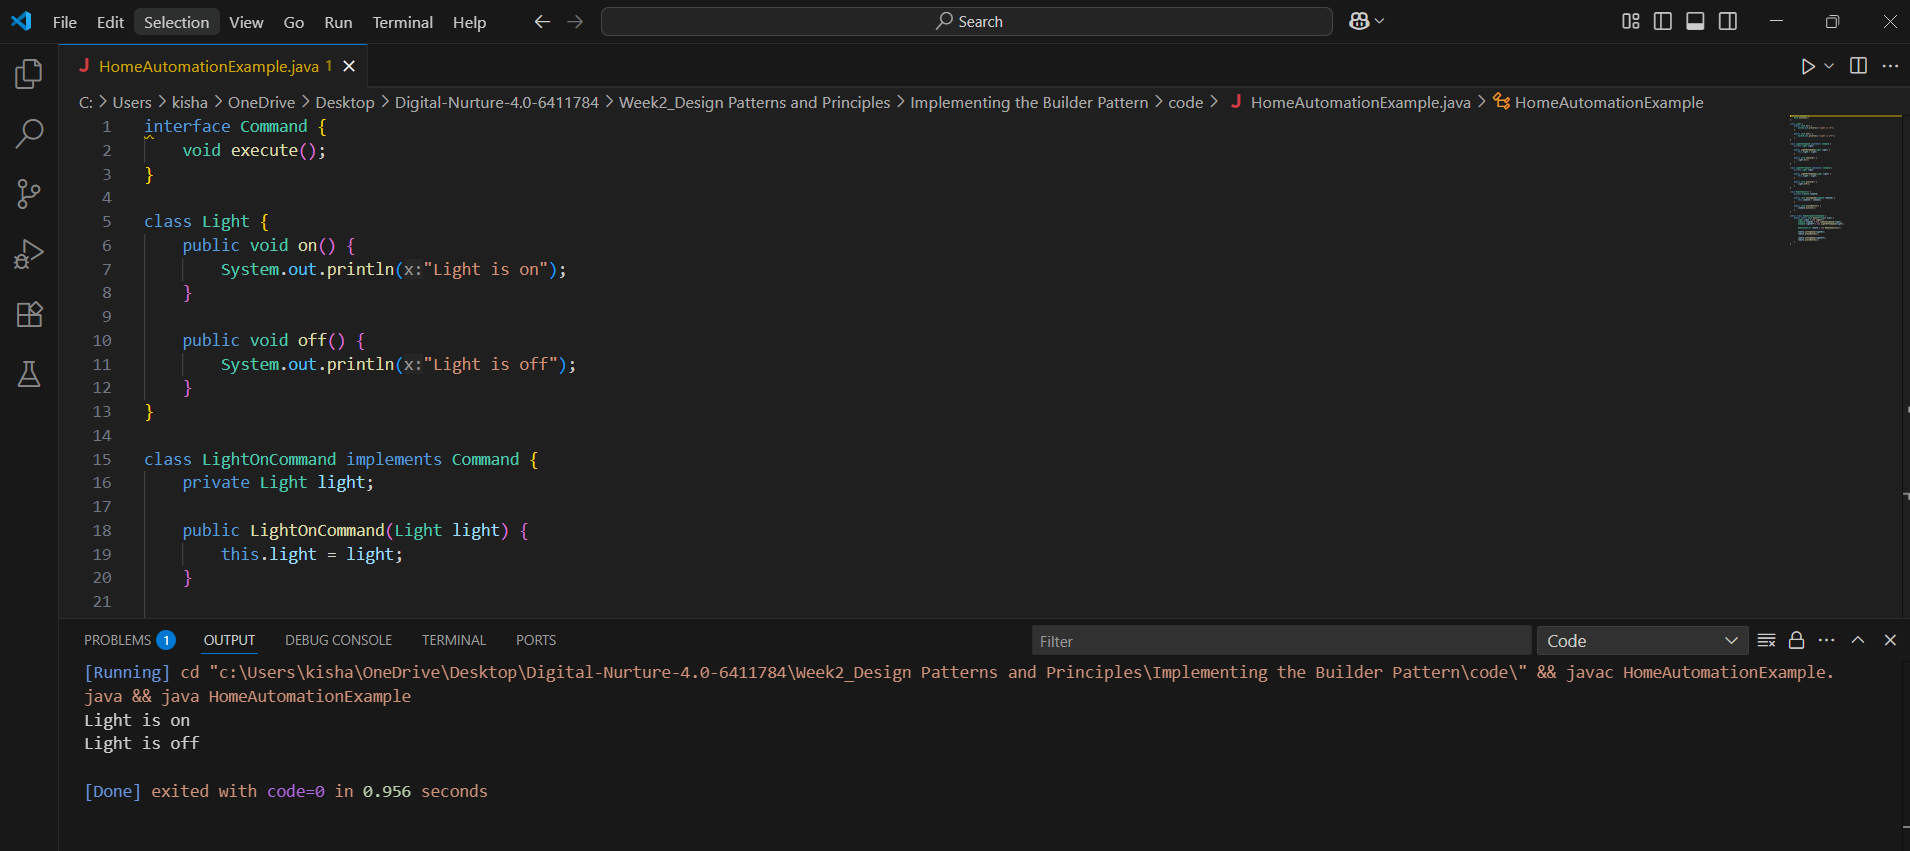 File Edit Selection View Go Run Terminal Help Search
HomeAutomationExample.java 1
C: > Users > kisha > OneDrive > Desktop > Digital-Nurture-4.0-6411784 > Week2_Design Patterns and Principles > Implementing the Builder Pattern > code > J HomeAutomationExample.java > HomeAutomationExample
1 interface Command {
2 void execute();
3 }
4
5 class Light {
6 public void on() {
7 System.out.println(x:"Light is on");
8 }
9
10 public void off() {
11 System.out.println(x:"Light is off");
12 }
13 }
14
15 class LightOnCommand implements Command {
16 private Light light;
17
18 public LightOnCommand(Light light) {
19 this.light = light;
20 }
21
PROBLEMS 1 OUTPUT DEBUG CONSOLE TERMINAL PORTS Filter Code
[Running] cd "c:\Users\kisha\OneDrive\Desktop\Digital-Nurture-4.0-6411784\Week2_Design Patterns and Principles\Implementing the Builder Pattern\code\" && javac HomeAutomationExample.
java && java HomeAutomationExample
Light is on
Light is off
[Done] exited with code=0 in 0.956 seconds